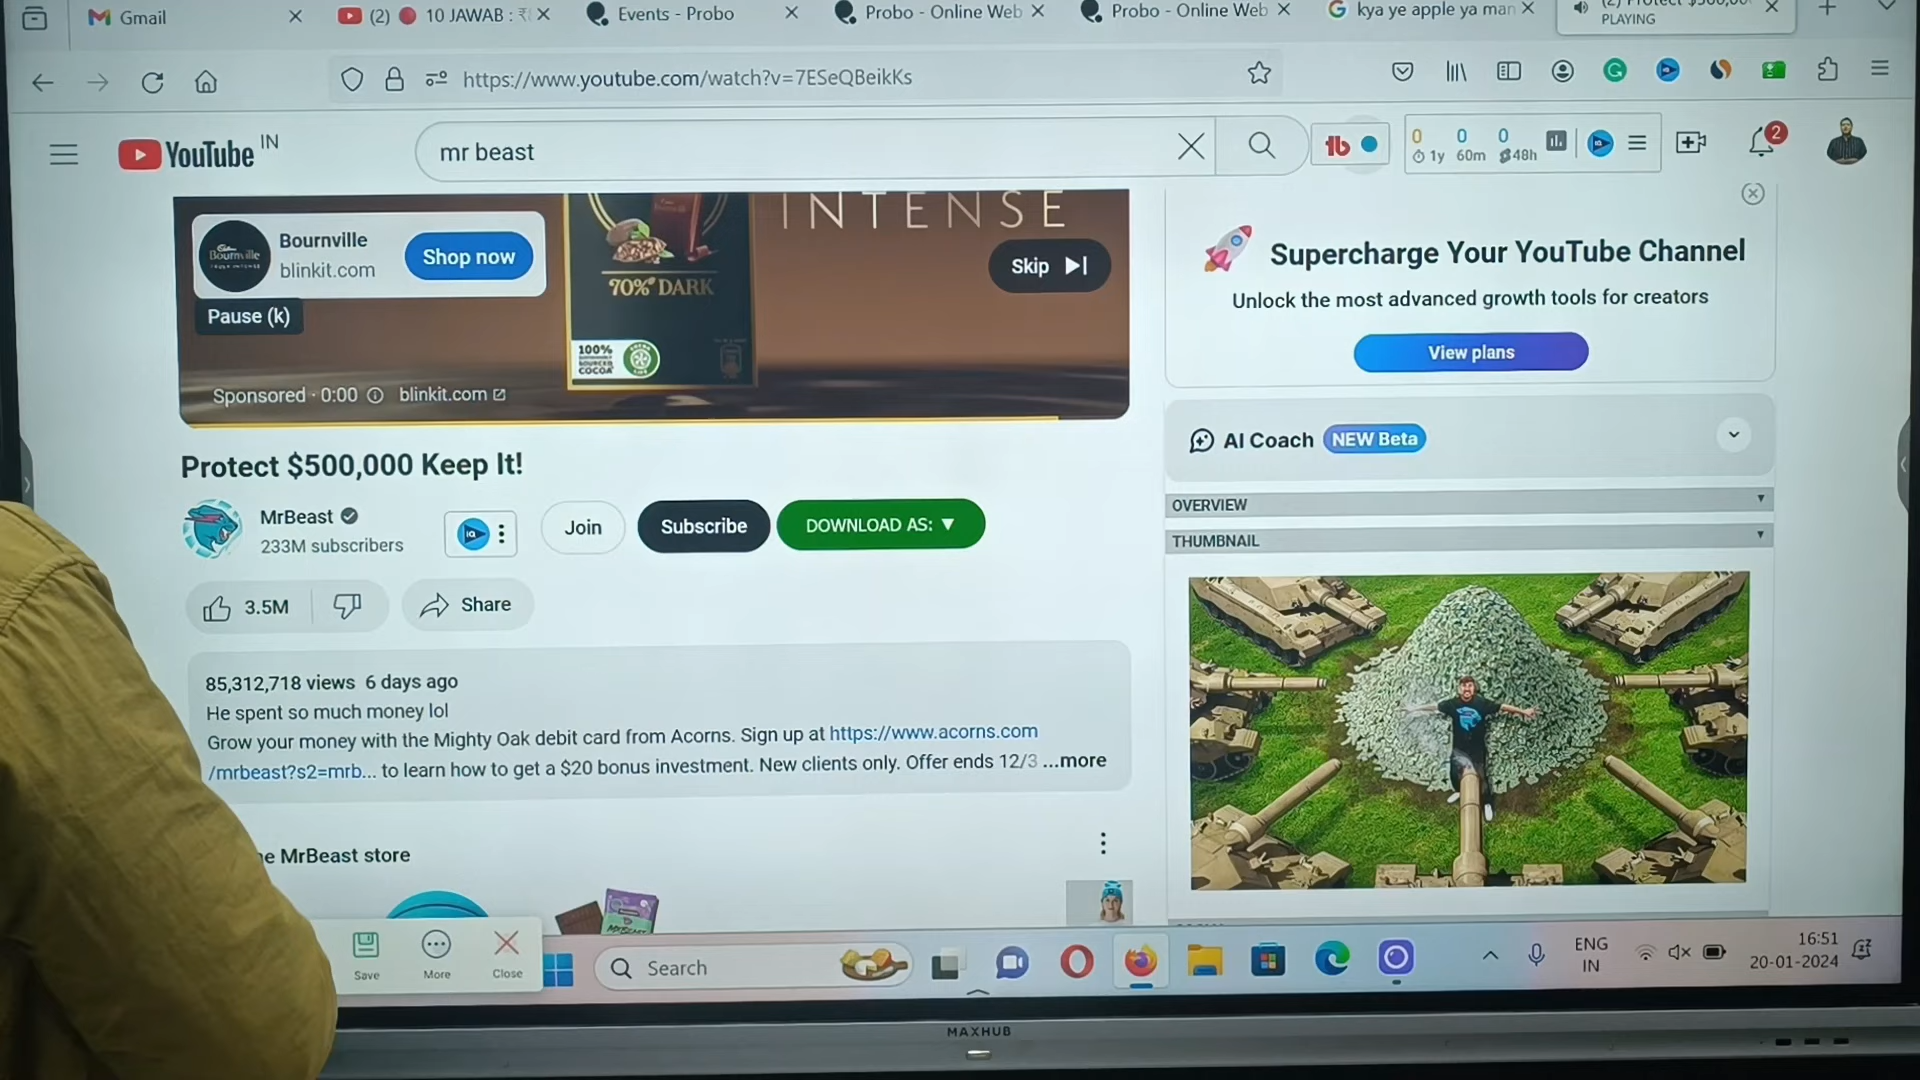 Gmail
(2) 10 JAWAB :
Events - Probo
Probo - Online Web
Probo - Online Web
kya ye apple ya man
PLAYING
https://www.youtube.com/watch?v=7ESeQBeikKs
YouTube IN
mr beast
0 0 0
1y 60m 48h
2
INTENSE
Bournville
blinkit.com
Shop now
Bournville
Skip
70% DARK
Pause (k)
100%
SUSTAINABLY
SOURCED
COCOA
Sponsored · 0:00 blinkit.com
Supercharge Your YouTube Channel
Unlock the most advanced growth tools for creators
View plans
AI Coach NEW Beta
OVERVIEW
THUMBNAIL
Protect $500,000 Keep It!
MrBeast
233M subscribers
Join
Subscribe
DOWNLOAD AS: ▼
3.5M
Share
85,312,718 views 6 days ago
He spent so much money lol
Grow your money with the Mighty Oak debit card from Acorns. Sign up at https://www.acorns.com
/mrbeast?s2=mrb... to learn how to get a $20 bonus investment. New clients only. Offer ends 12/3 ...more
e MrBeast store
Save
More
Close
Search
ENG
IN
16:51
20-01-2024
MAXHUB